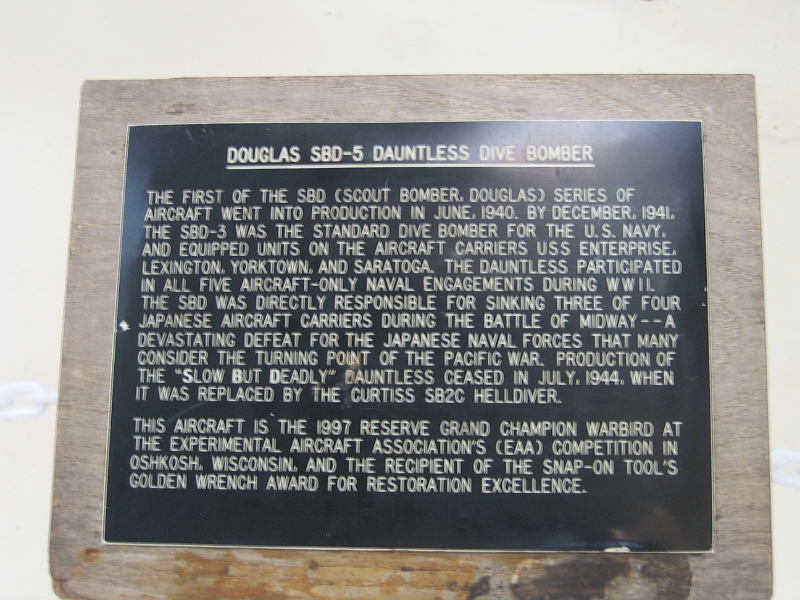 DOUGLAS SBD-5 DAUNTLESS DIVE BOMBER
THE FIRST OF THE SBD (SCOUT BOMBER, DOUGLAS) SERIES OF
AIRCRAFT WENT INTO PRODUCTION IN JUNE, 1940. BY DECEMBER, 1941,
THE SBD-3 WAS THE STANDARD DIVE BOMBER FOR THE U.S. NAVY,
AND EQUIPPED UNITS ON THE AIRCRAFT CARRIERS USS ENTERPRISE,
LEXINGTON, YORKTOWN, AND SARATOGA. THE DAUNTLESS PARTICIPATED
IN ALL FIVE AIRCRAFT-ONLY NAVAL ENGAGEMENTS DURING WWII.
THE SBD WAS DIRECTLY RESPONSIBLE FOR SINKING THREE OF FOUR
JAPANESE AIRCRAFT CARRIERS DURING THE BATTLE OF MIDWAY--A
DEVASTATING DEFEAT FOR THE JAPANESE NAVAL FORCES THAT MANY
CONSIDER THE TURNING POINT OF THE PACIFIC WAR. PRODUCTION OF
THE "SLOW BUT DEADLY" DAUNTLESS CEASED IN JULY, 1944, WHEN
IT WAS REPLACED BY THE CURTISS SB2C HELLDIVER.
THIS AIRCRAFT IS THE 1997 RESERVE GRAND CHAMPION WARBIRD AT
THE EXPERIMENTAL AIRCRAFT ASSOCIATION'S (EAA) COMPETITION IN
OSHKOSH, WISCONSIN, AND THE RECIPIENT OF THE SNAP-ON TOOL'S
GOLDEN WRENCH AWARD FOR RESTORATION EXCELLENCE.